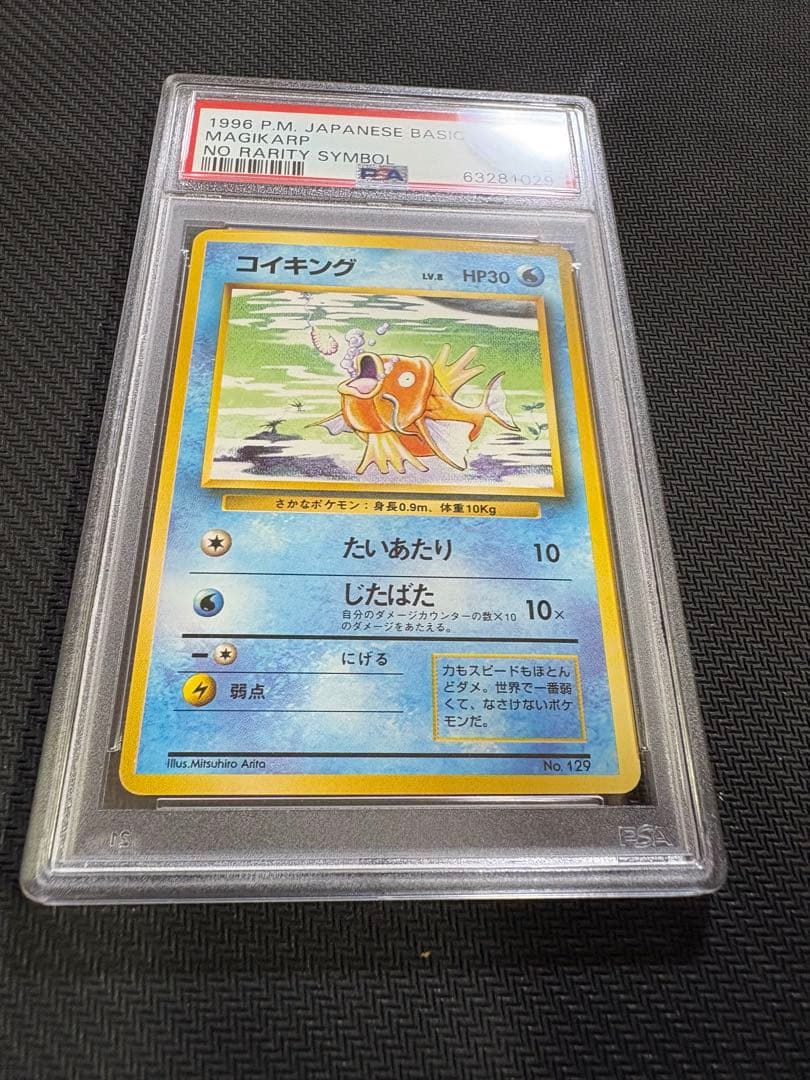 1996 P.M. JAPANESE BASIC
MAGIKARP
NO RARITY SYMBOL
PSA
63281029
コイキング LV.8 HP30
さかなポケモン：身長0.9m、体重10Kg
たいあたり 10
じたばた 10×
自分のダメージカウンターの数×10
のダメージをあたえる。
ー にげる
弱点
力もスピードもほとん
どダメ。世界で一番弱
くて、なさけないポケ
モンだ。
Illus.Mitsuhiro Arita No. 129
PSA